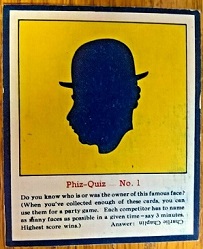 Phiz-Quiz No. 1
Do you know who is or was the owner of this famous face?
(When you've collected enough of these cards, you can
use them for a party game. Each competitor has to name
as many faces as possible in a given time—say 3 minutes.
Highest score wins.) Answer: Charlie Chaplin